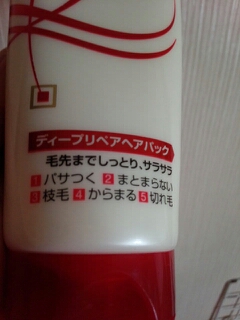 ディープリペアヘアパック
毛先までしっとり、サラサラ
1 パサつく 2 まとまらない
3 枝毛 4 からまる 5 切れ毛